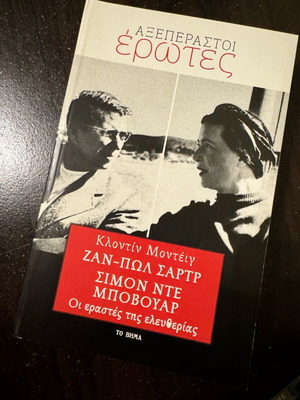 ΑΞΕΠΕΡΑΣΤΟΙ
έρωτες
Κλοντίν Μοντέιγ
ΖΑΝ-ΠΩΛ ΣΑΡΤΡ
ΣΙΜΟΝ ΝΤΕ
ΜΠΟΒΟΥΑΡ
Οι εραστές της ελευθερίας
ΤΟ ΒΗΜΑ